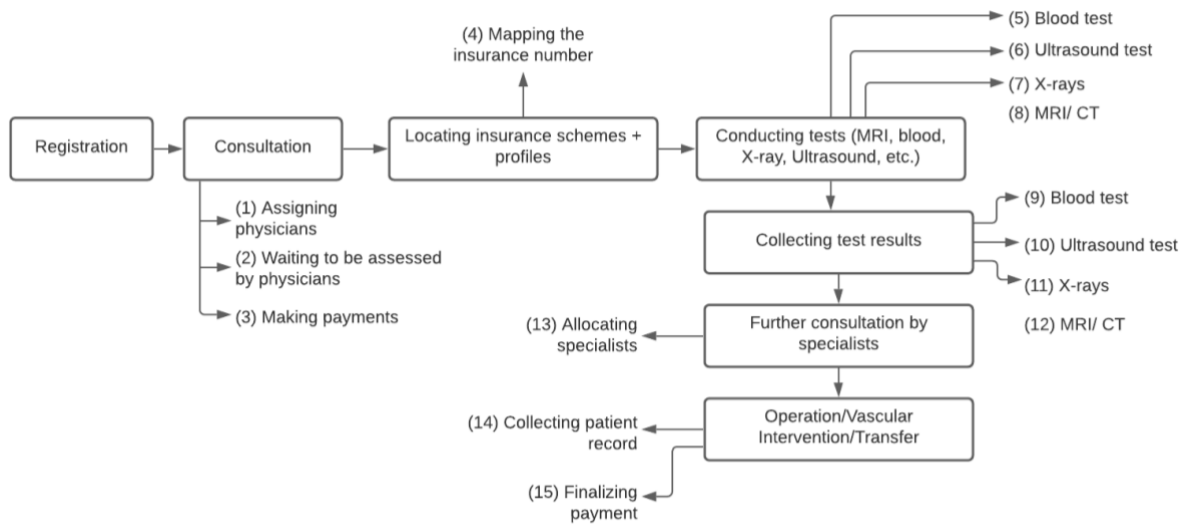 (4) Mapping the
insurance number
(5) Blood test
(6) Ultrasound test
(7) X-rays
(8) MRI/ CT
Registration
Consultation
Locating insurance schemes +
profiles
Conducting tests (MRI, blood,
X-ray, Ultrasound, etc.)
(1) Assigning
physicians
(2) Waiting to be assessed
by physicians
(3) Making payments
Collecting test results
(9) Blood test
(10) Ultrasound test
(11) X-rays
(12) MRI/ CT
Further consultation by
specialists
(13) Allocating
specialists
Operation/Vascular
Intervention/Transfer
(14) Collecting patient
record
(15) Finalizing
payment